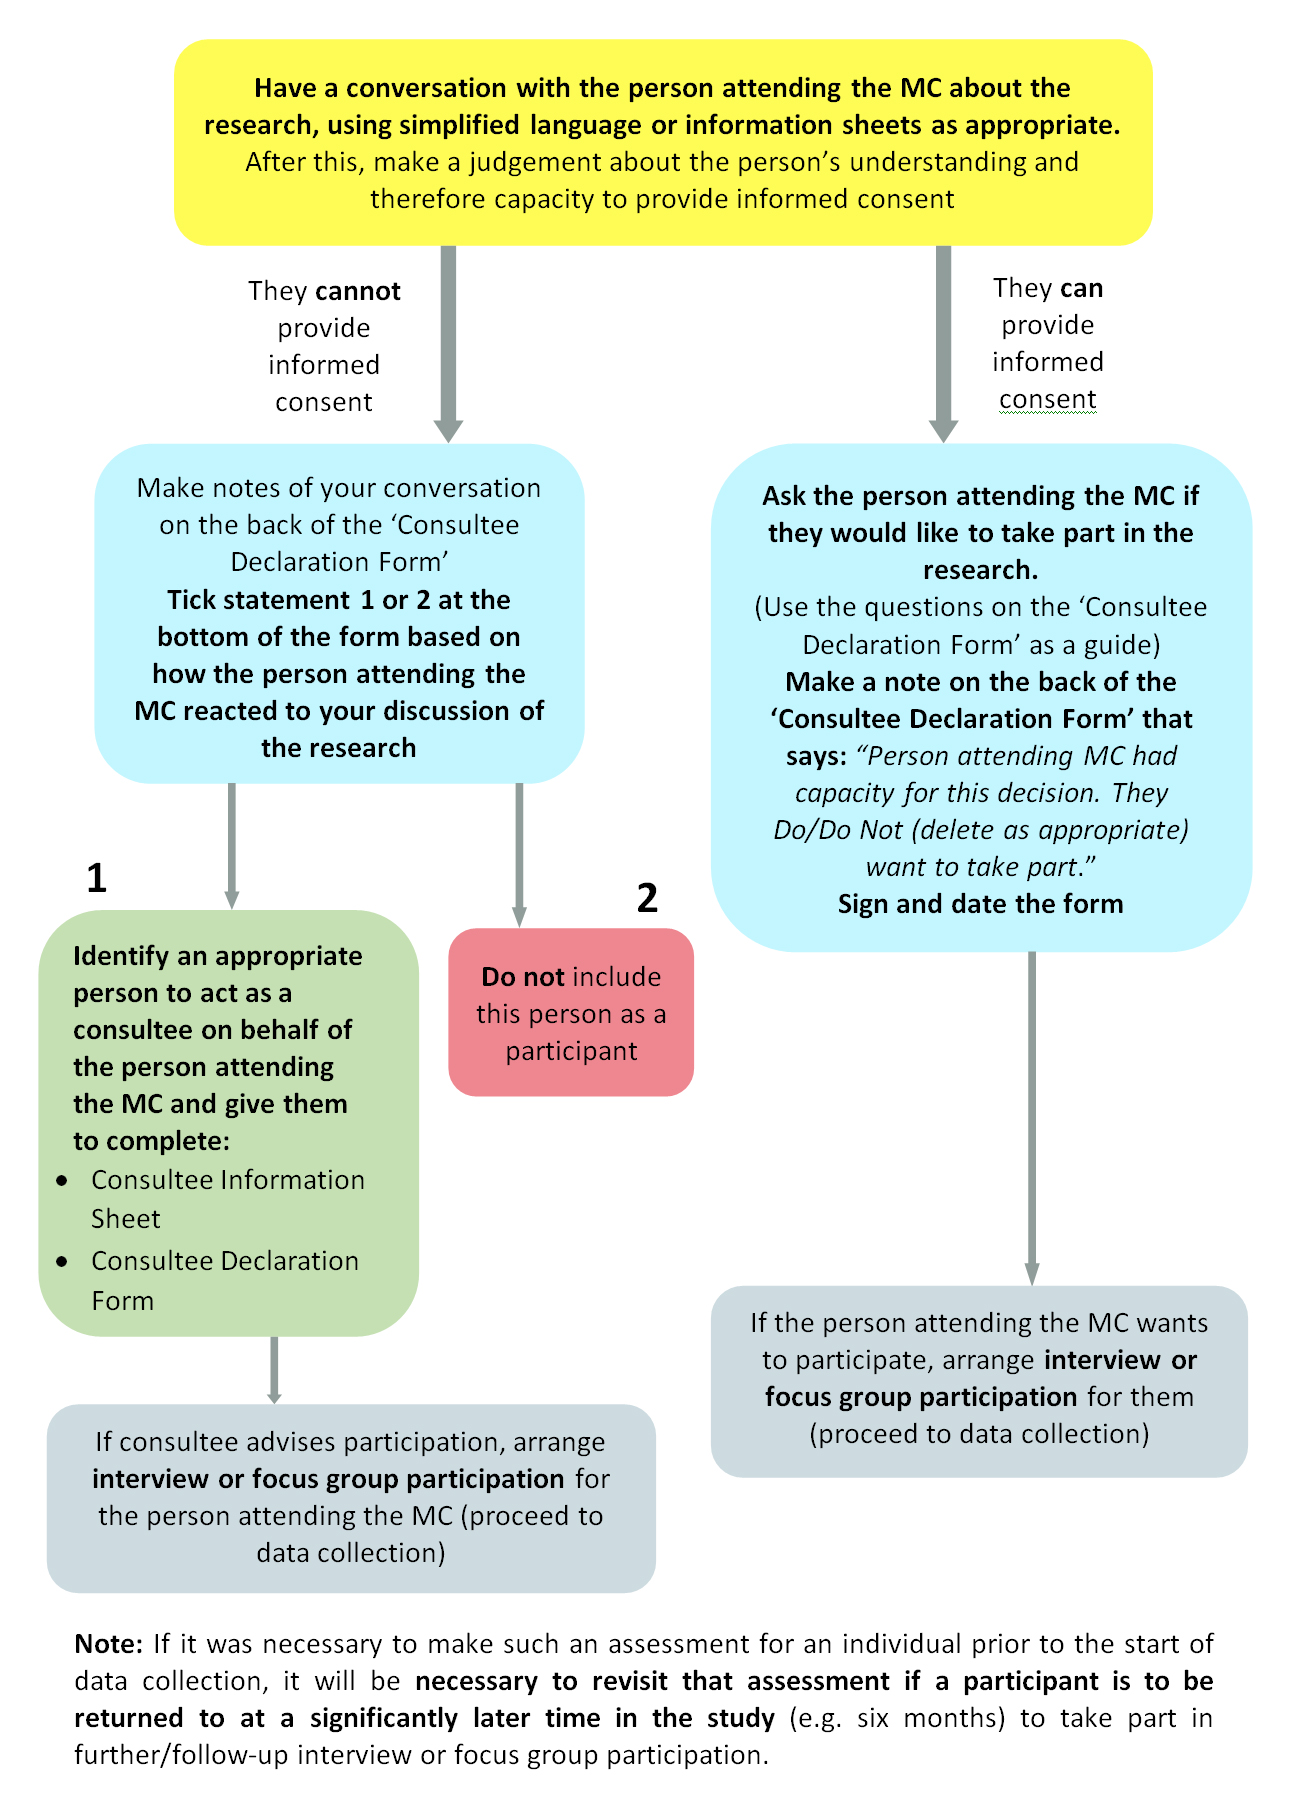 Have a conversation with the person attending the MC about the
research, using simplified language or information sheets as appropriate.
After this, make a judgement about the person’s understanding and
therefore capacity to provide informed consent
They cannot
provide
informed
consent
They can
provide
informed
consent
Make notes of your conversation
on the back of the ‘Consultee
Declaration Form’
Tick statement 1 or 2 at the
bottom of the form based on
how the person attending the
MC reacted to your discussion of
the research
Ask the person attending the MC if
they would like to take part in the
research.
(Use the questions on the ‘Consultee
Declaration Form’ as a guide)
Make a note on the back of the
‘Consultee Declaration Form’ that
says: “Person attending MC had
capacity for this decision. They
Do/Do Not (delete as appropriate)
want to take part.”
Sign and date the form
1
Identify an appropriate
person to act as a
consultee on behalf of
the person attending
the MC and give them
to complete:
• Consultee Information
Sheet
• Consultee Declaration
Form
2
Do not include
this person as a
participant
If the person attending the MC wants
to participate, arrange interview or
focus group participation for them
(proceed to data collection)
If consultee advises participation, arrange
interview or focus group participation for
the person attending the MC (proceed to
data collection)
Note: If it was necessary to make such an assessment for an individual prior to the start of
data collection, it will be necessary to revisit that assessment if a participant is to be
returned to at a significantly later time in the study (e.g. six months) to take part in
further/follow-up interview or focus group participation.